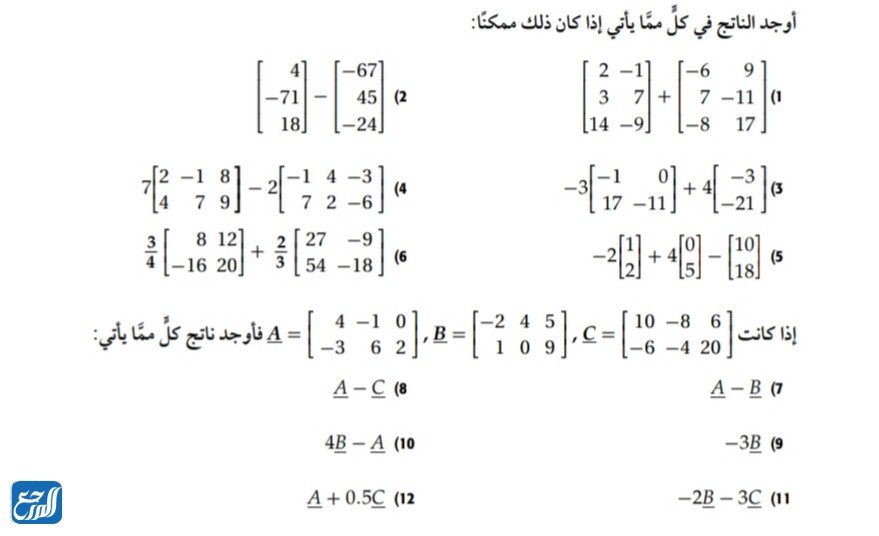 أوجد الناتج في كلٍّ ممَّا يأتي إذا كان ذلك ممكنًا:
(1 [2 −1; 3 7; 14 −9] + [−6 9; 7 −11; −8 17]
(2 [4; −71; 18] − [−67; 45; −24]
(3 −3[−1 0; 17 −11] + 4[−3; −21]
(4 7[2 −1 8; 4 7 9] − 2[−1 4 −3; 7 2 −6]
(5 −2[1; 2] + 4[0; 5] − [10; 18]
(6 3/4 [8 12; −16 20] + 2/3 [27 −9; 54 −18]
إذا كانت A = [4 −1 0; −3 6 2], B = [−2 4 5; 1 0 9], C = [10 −8 6; −6 −4 20] فأوجد ناتج كلٍّ ممَّا يأتي:
(7 A − B
(8 A − C
(9 −3B
(10 4B − A
(11 −2B − 3C
(12 A + 0.5C
المرجع